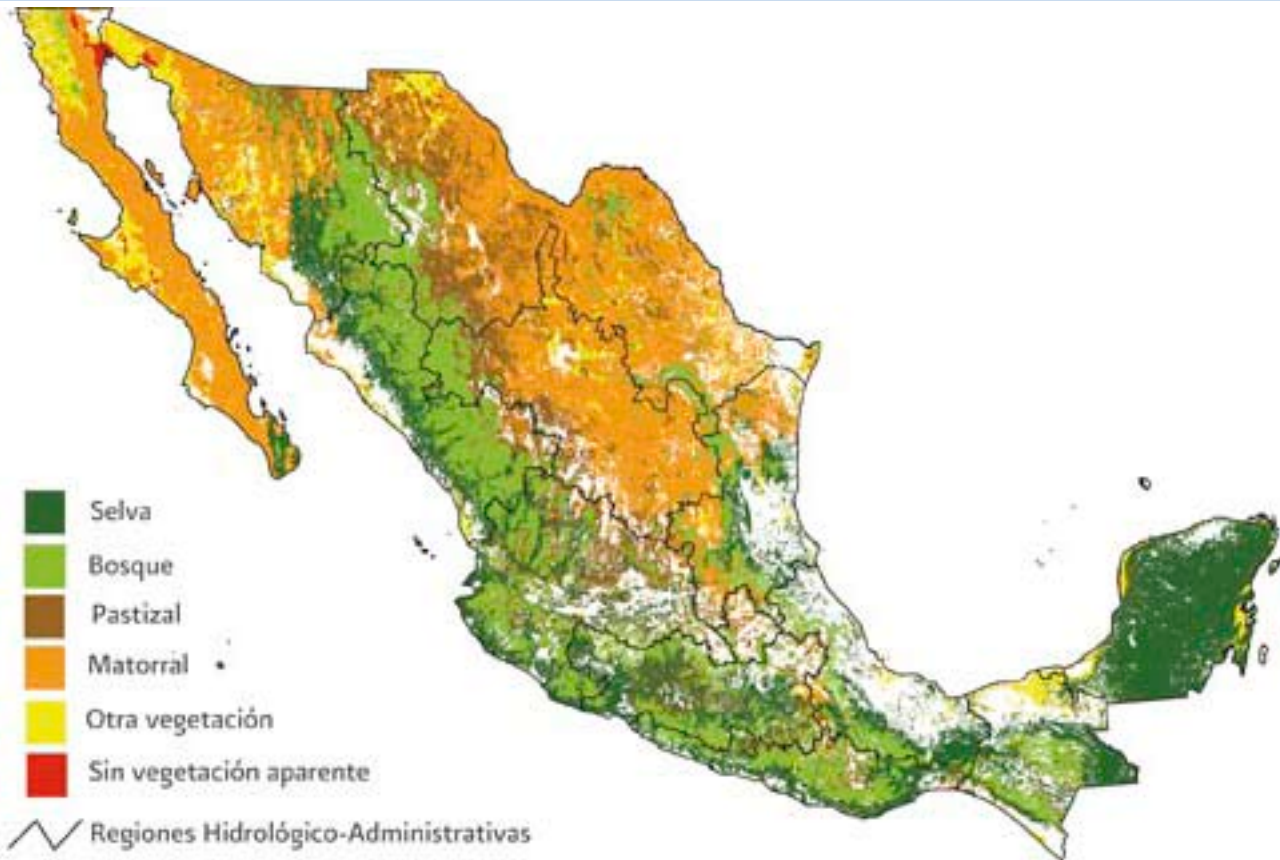 Selva
Bosque
Pastizal
Matorral
Otra vegetación
Sin vegetación aparente
Regiones Hidrológico-Administrativas